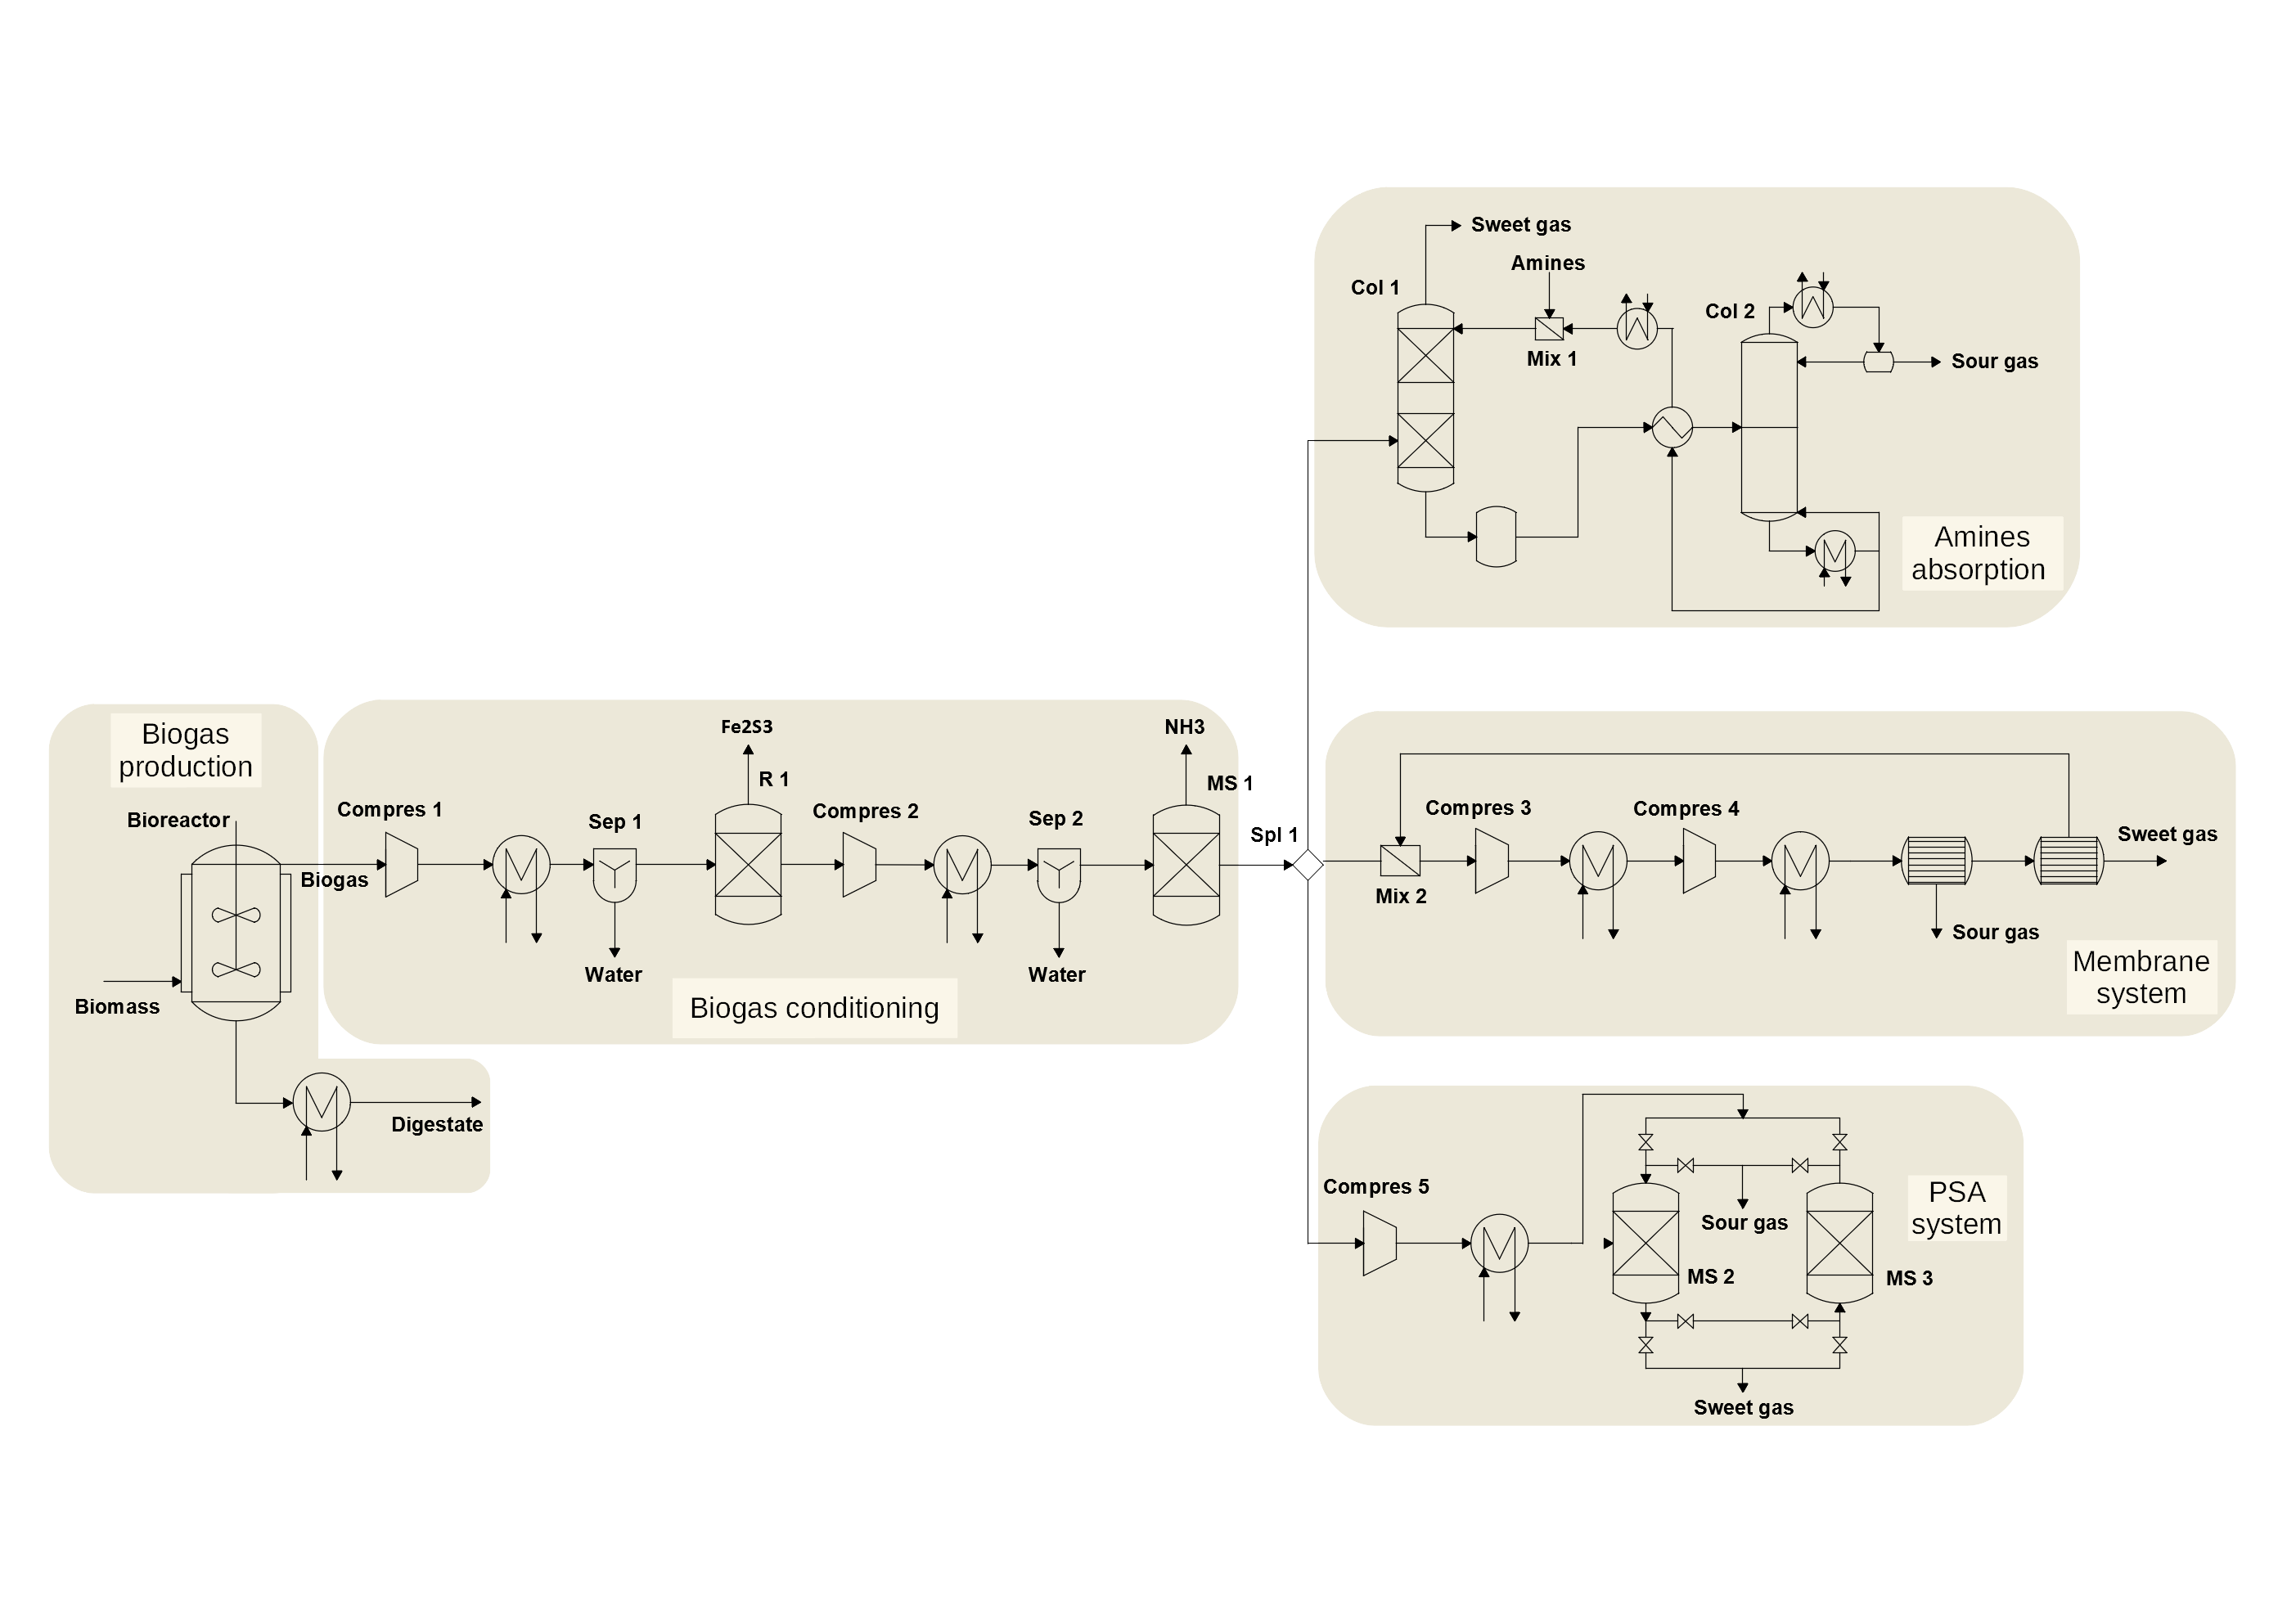 Biogas
production
Bioreactor
Biogas
Biomass
Digestate
Compres 1
Sep 1
Water
Fe2S3
R 1
Compres 2
Sep 2
Water
NH3
MS 1
Biogas conditioning
Spl 1
Sweet gas
Amines
Col 1
Mix 1
Col 2
Sour gas
Amines
absorption
Compres 3
Compres 4
Mix 2
Sweet gas
Sour gas
Membrane
system
Compres 5
Sour gas
MS 2
MS 3
PSA
system
Sweet gas